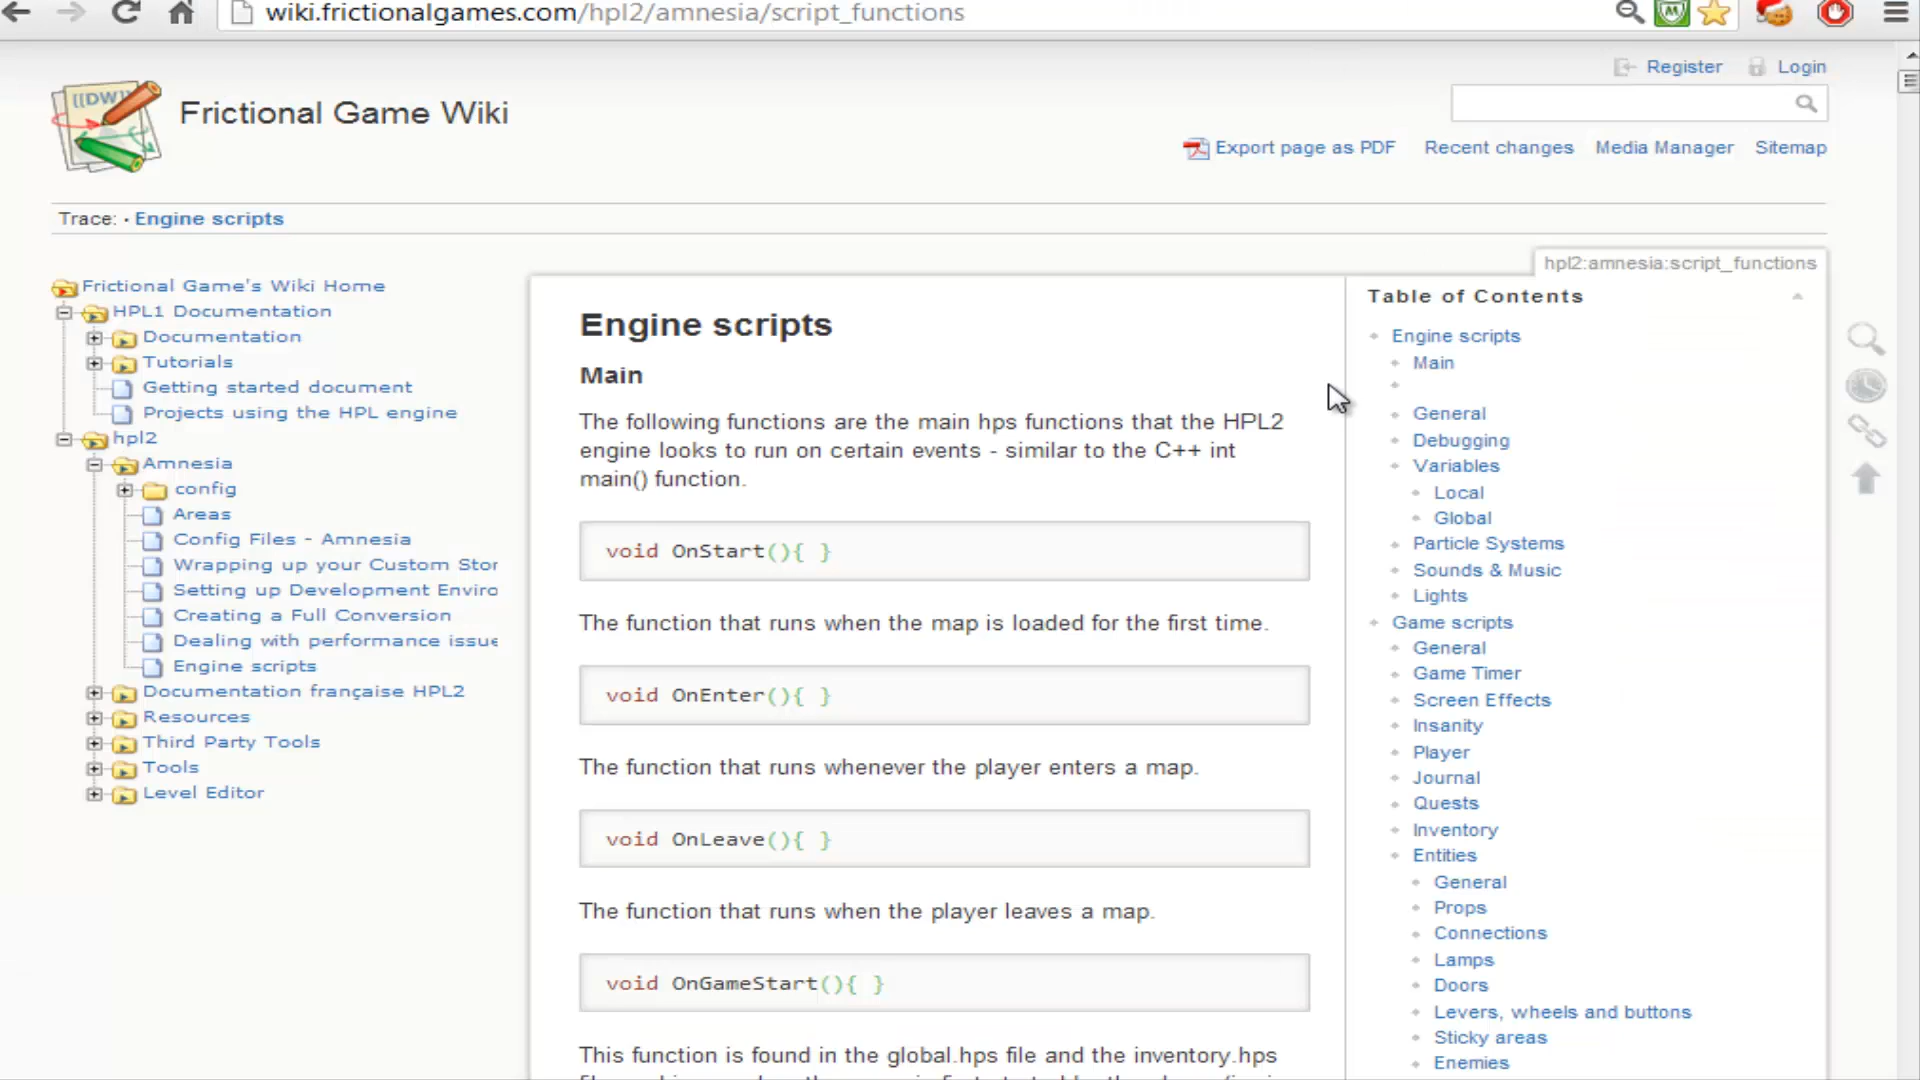 wiki.frictionalgames.com/hpl2/amnesia/script_functions
Register
Login
[[DW]]
Frictional Game Wiki
Export page as PDF
Recent changes
Media Manager
Sitemap
Trace: • Engine scripts
Frictional Game's Wiki Home
HPL1 Documentation
Documentation
Tutorials
Getting started document
Projects using the HPL engine
hpl2
Amnesia
config
Areas
Config Files - Amnesia
Wrapping up your Custom Stor
Setting up Development Enviro
Creating a Full Conversion
Dealing with performance issue
Engine scripts
Documentation française HPL2
Resources
Third Party Tools
Tools
Level Editor
Engine scripts
Main
The following functions are the main hps functions that the HPL2
engine looks to run on certain events - similar to the C++ int
main() function.
void OnStart(){ }
The function that runs when the map is loaded for the first time.
void OnEnter(){ }
The function that runs whenever the player enters a map.
void OnLeave(){ }
The function that runs when the player leaves a map.
void OnGameStart(){ }
This function is found in the global.hps file and the inventory.hps
hpl2:amnesia:script_functions
Table of Contents
Engine scripts
Main
General
Debugging
Variables
Local
Global
Particle Systems
Sounds & Music
Lights
Game scripts
General
Game Timer
Screen Effects
Insanity
Player
Journal
Quests
Inventory
Entities
General
Props
Connections
Lamps
Doors
Levers, wheels and buttons
Sticky areas
Enemies